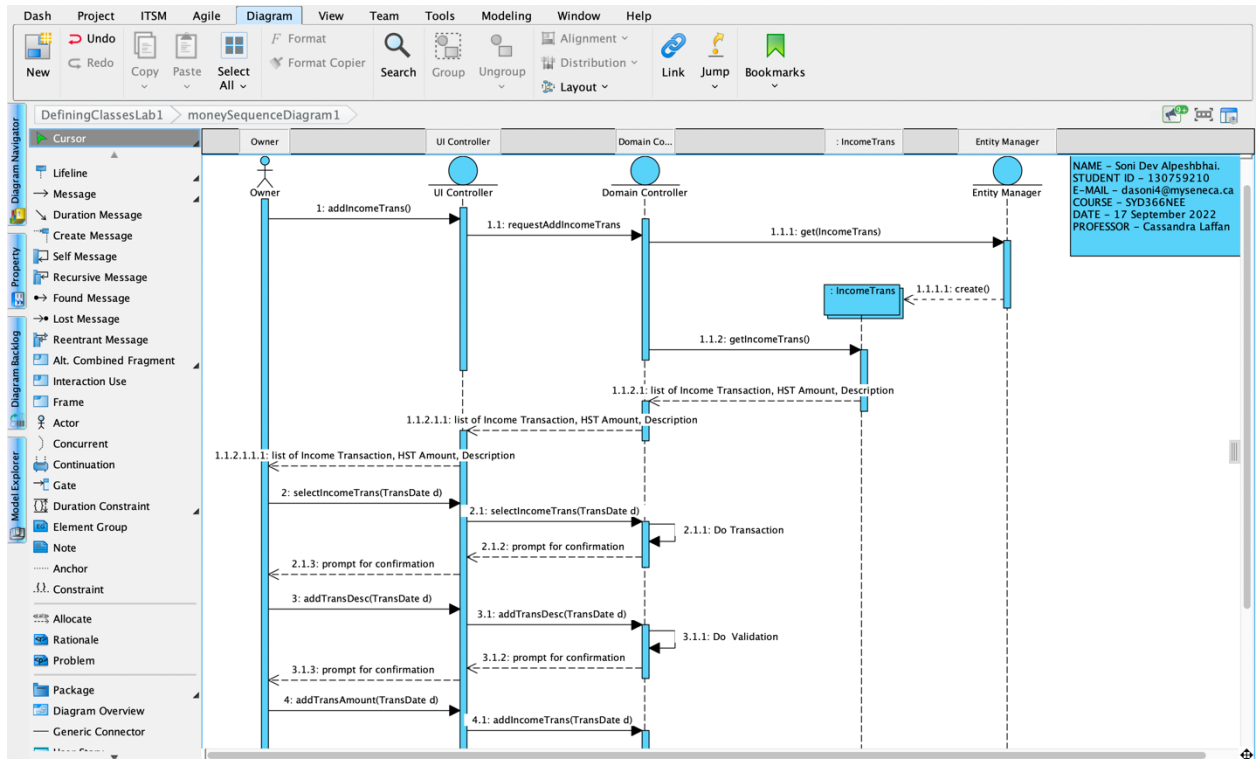 Dash Project ITSM Agile Diagram View Team Tools Modeling Window Help
New
Undo
Redo
Copy
Paste
Select All
Format
Format Copier
Search
Group
Ungroup
Alignment
Distribution
Layout
Link
Jump
Bookmarks
DefiningClassesLab1 moneySequenceDiagram1
Diagram Navigator
Property
Diagram Backlog
Model Explorer
Cursor
Lifeline
Message
Duration Message
Create Message
Self Message
Recursive Message
Found Message
Lost Message
Reentrant Message
Alt. Combined Fragment
Interaction Use
Frame
Actor
Concurrent
Continuation
Gate
Duration Constraint
Element Group
Note
Anchor
Constraint
Allocate
Rationale
Problem
Package
Diagram Overview
Generic Connector
Owner
UI Controller
Domain Co...
: IncomeTrans
Entity Manager
Owner
UI Controller
Domain Controller
Entity Manager
NAME – Soni Dev Alpeshbhai.
STUDENT ID – 130759210
E-MAIL – dasoni4@myseneca.ca
COURSE – SYD366NEE
DATE – 17 September 2022
PROFESSOR – Cassandra Laffan
1: addIncomeTrans()
1.1: requestAddIncomeTrans
1.1.1: get(IncomeTrans)
: IncomeTrans
1.1.1.1: create()
1.1.2: getIncomeTrans()
1.1.2.1: list of Income Transaction, HST Amount, Description
1.1.2.1.1: list of Income Transaction, HST Amount, Description
1.1.2.1.1.1: list of Income Transaction, HST Amount, Description
2: selectIncomeTrans(TransDate d)
2.1: selectIncomeTrans(TransDate d)
2.1.1: Do Transaction
2.1.2: prompt for confirmation
2.1.3: prompt for confirmation
3: addTransDesc(TransDate d)
3.1: addTransDesc(TransDate d)
3.1.1: Do Validation
3.1.2: prompt for confirmation
3.1.3: prompt for confirmation
4: addTransAmount(TransDate d)
4.1: addIncomeTrans(TransDate d)